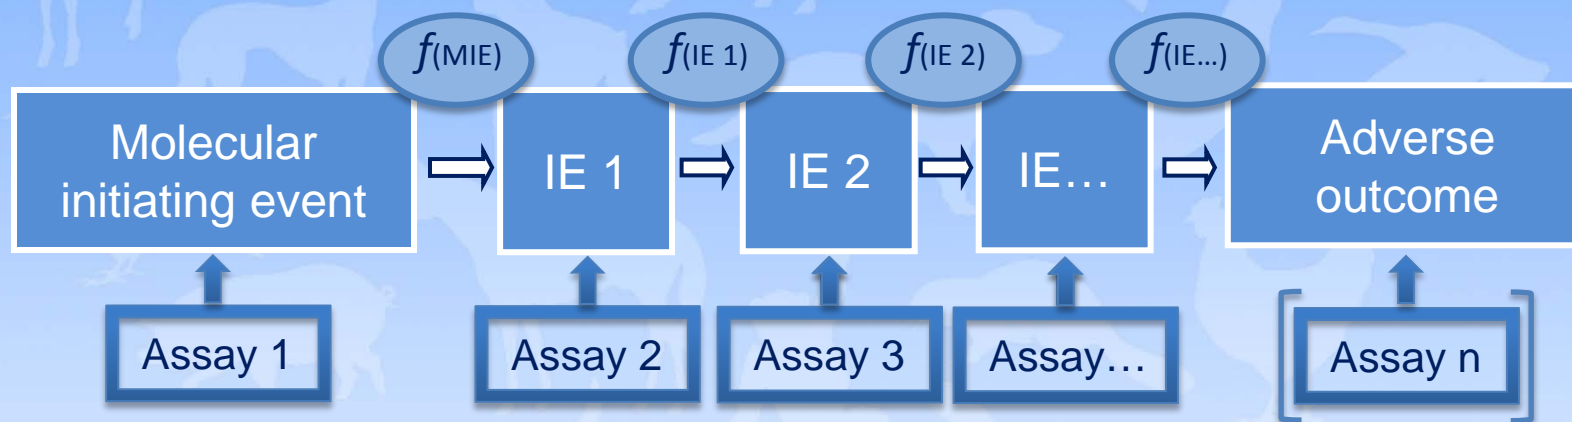 f(MIE)
f(IE 1)
f(IE 2)
f(IE…)
Molecular
initiating event
IE 1
IE 2
IE…
Adverse
outcome
Assay 1
Assay 2
Assay 3
Assay…
Assay n